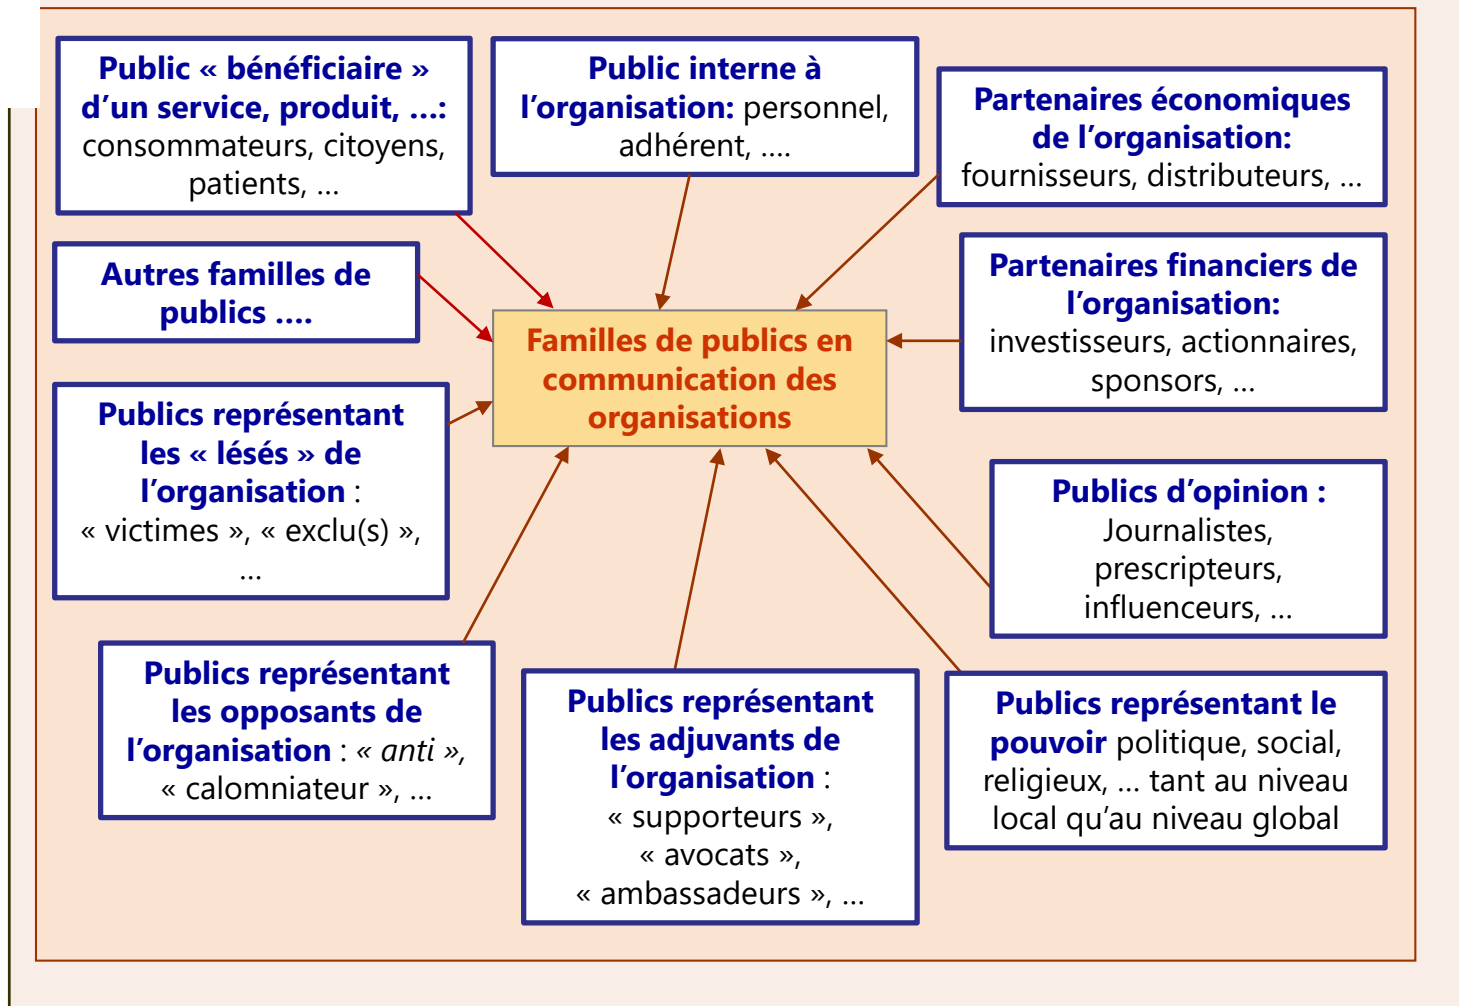 Public « bénéficiaire »
d’un service, produit, …:
consommateurs, citoyens,
patients, …
Public interne à
l’organisation: personnel,
adhérent, ….
Partenaires économiques
de l’organisation:
fournisseurs, distributeurs, …
Autres familles de
publics ….
Partenaires financiers de
l’organisation:
investisseurs, actionnaires,
sponsors, …
Familles de publics en
communication des
organisations
Publics représentant
les « lésés » de
l’organisation :
« victimes », « exclu(s) »,
…
Publics d’opinion :
Journalistes,
prescripteurs,
influenceurs, …
Publics représentant
les opposants de
l’organisation : « anti »,
« calomniateur », …
Publics représentant
les adjuvants de
l’organisation :
« supporteurs »,
« avocats »,
« ambassadeurs », …
Publics représentant le
pouvoir politique, social,
religieux, … tant au niveau
local qu’au niveau global